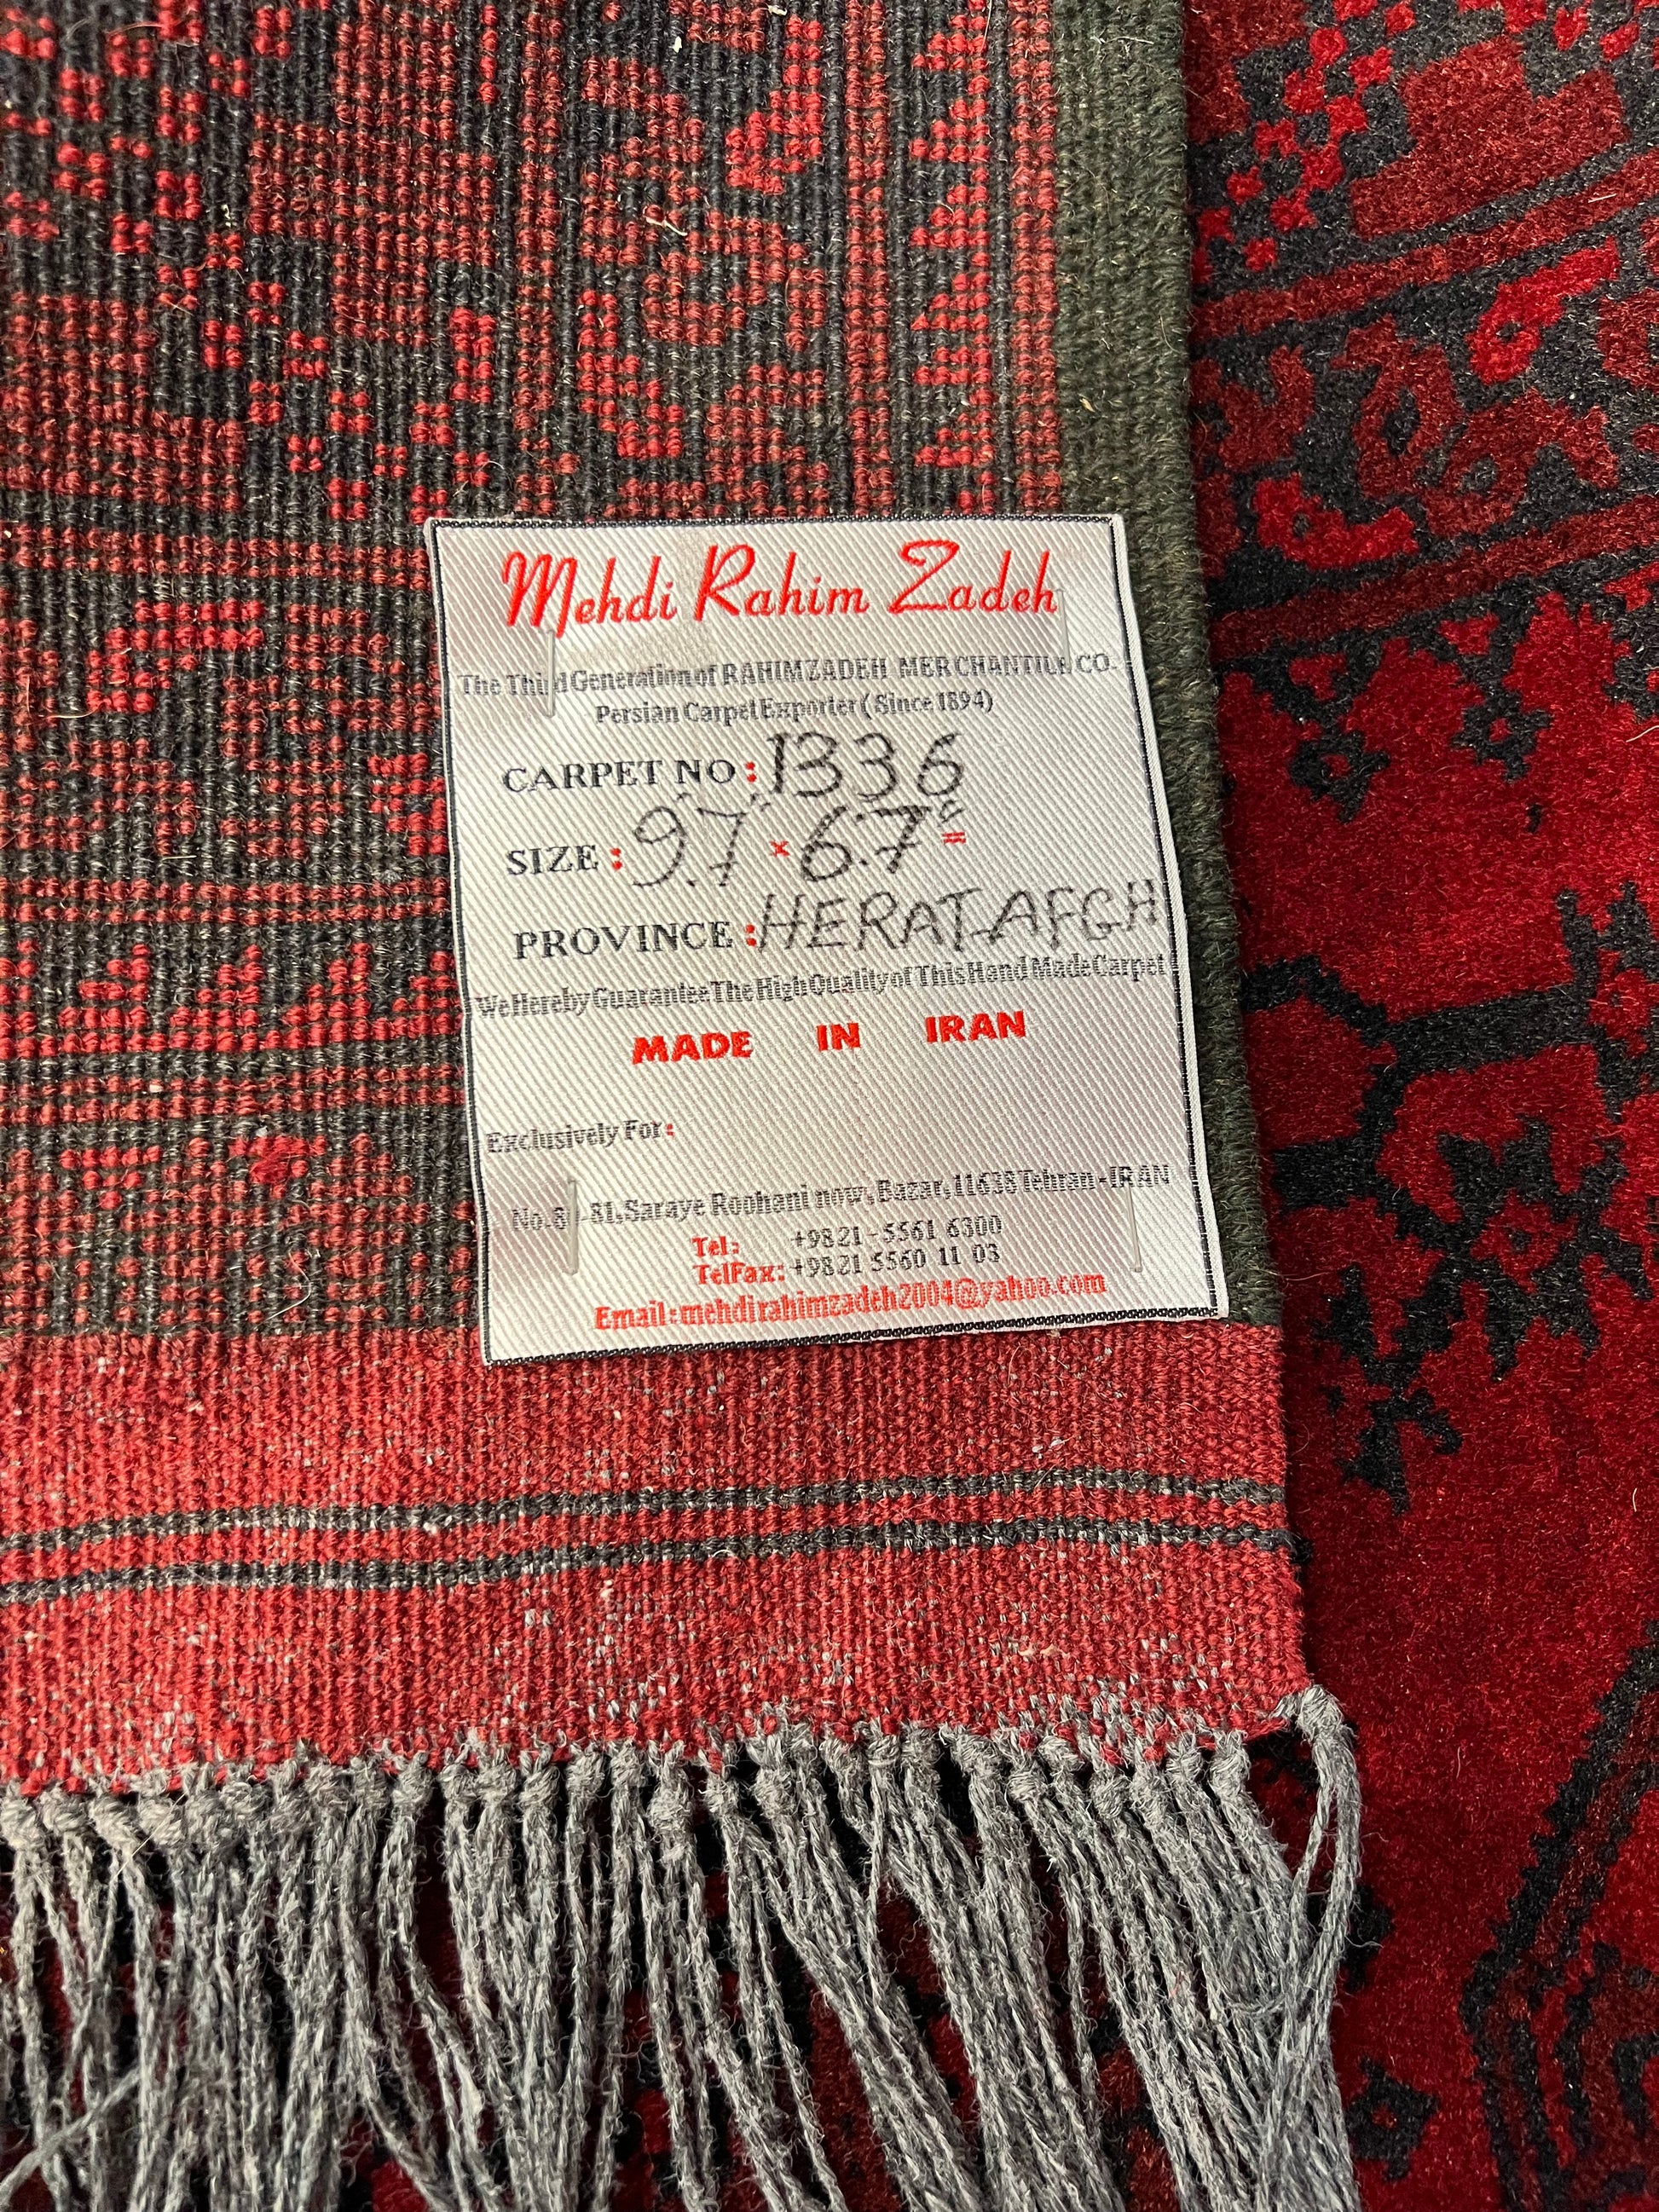 Mehdi Rahim Zadeh
The Third Generation of RAHIMZADEH MERCHANTILE CO.
Persian Carpet Exporter ( Since 1894)
CARPET NO : 1336
SIZE : 9.7" × 6.7" =
PROVINCE : HERAT-AFGH
We Hereby Guarantee The High Quality of This Hand Made Carpet
MADE IN IRAN
Exclusively For:
-81, Saraye Roohani now, Bazar, 11638 Tehran - IRAN
Tel: +9821 - 5561 6300
TelFax: +9821 5560 11 03
Email: mehdirahimzadeh2004@yahoo.com